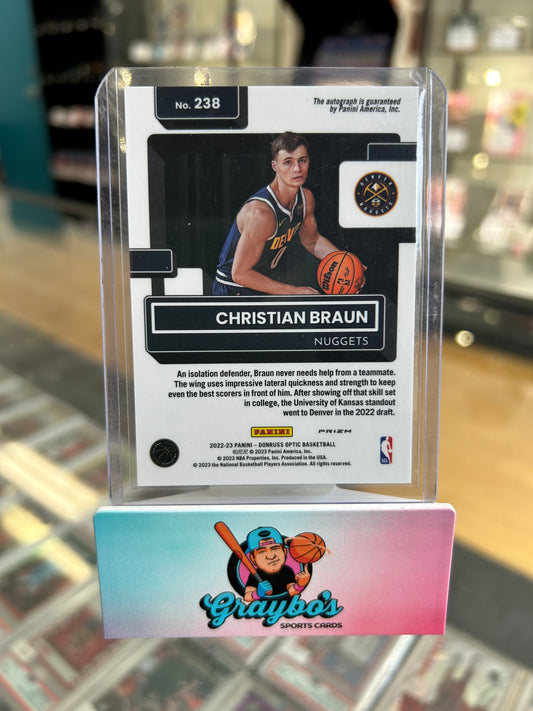 No. 238
The autograph is guaranteed
by Panini America, Inc.
DENVER
NUGGETS
DENVER
Wilson
CHRISTIAN BRAUN
NUGGETS
An isolation defender, Braun never needs help from a teammate.
The wing uses impressive lateral quickness and strength to keep
even the best scorers in front of him. After showing off that skill set
in college, the University of Kansas standout
went to Denver in the 2022 draft.
PANINI
PRIZM
2022-23 PANINI – DONRUSS OPTIC BASKETBALL
© 2023 Panini America, Inc.
© 2023 NBA Properties, Inc. Produced in the USA.
© 2023 the National Basketball Players Association. All rights reserved.
NBA
Graybo's
SPORTS CARDS